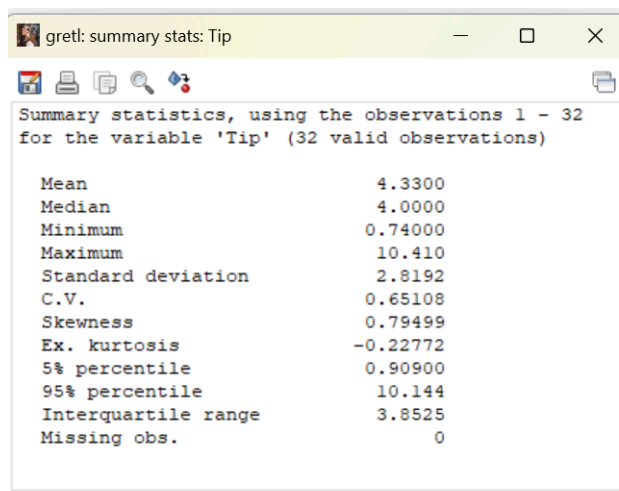 gretl: summary stats: Tip
Summary statistics, using the observations 1 - 32
for the variable 'Tip' (32 valid observations)
Mean 4.3300
Median 4.0000
Minimum 0.74000
Maximum 10.410
Standard deviation 2.8192
C.V. 0.65108
Skewness 0.79499
Ex. kurtosis -0.22772
5% percentile 0.90900
95% percentile 10.144
Interquartile range 3.8525
Missing obs. 0